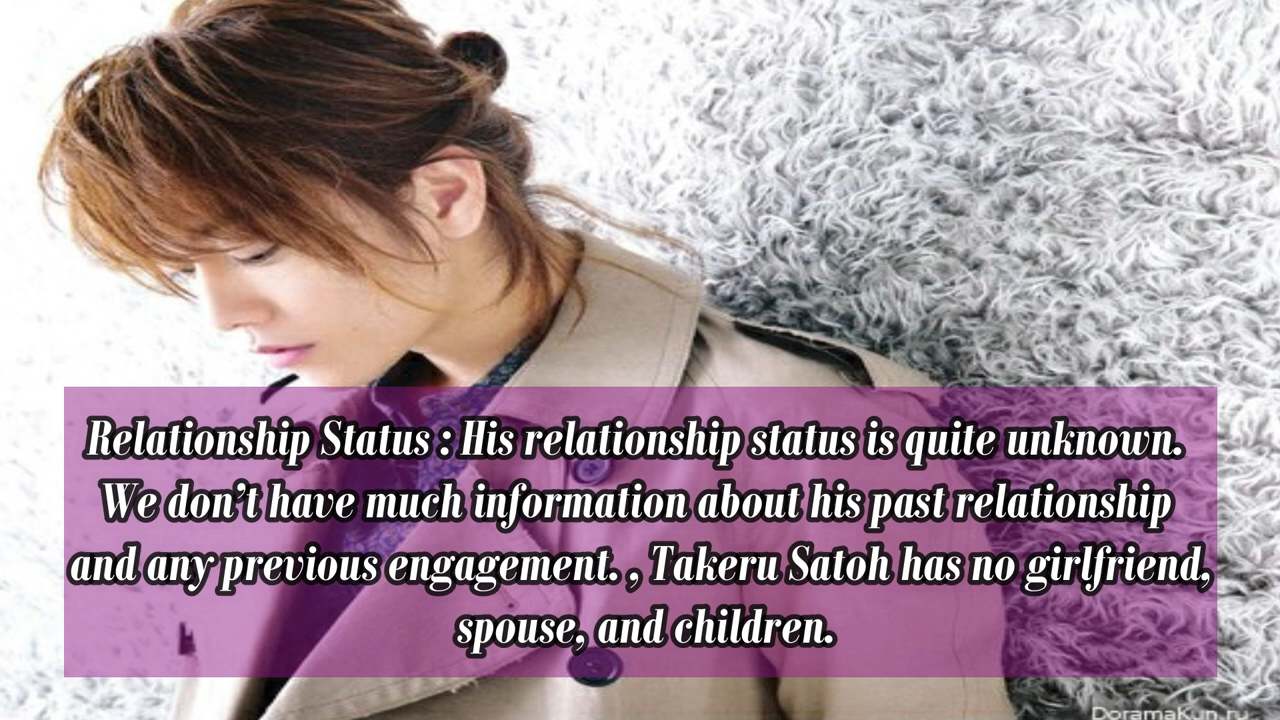 Relationship Status : His relationship status is quite unknown.
We don't have much information about his past relationship
and any previous engagement. , Takeru Satoh has no girlfriend,
spouse, and children.
DoramaKun.ru